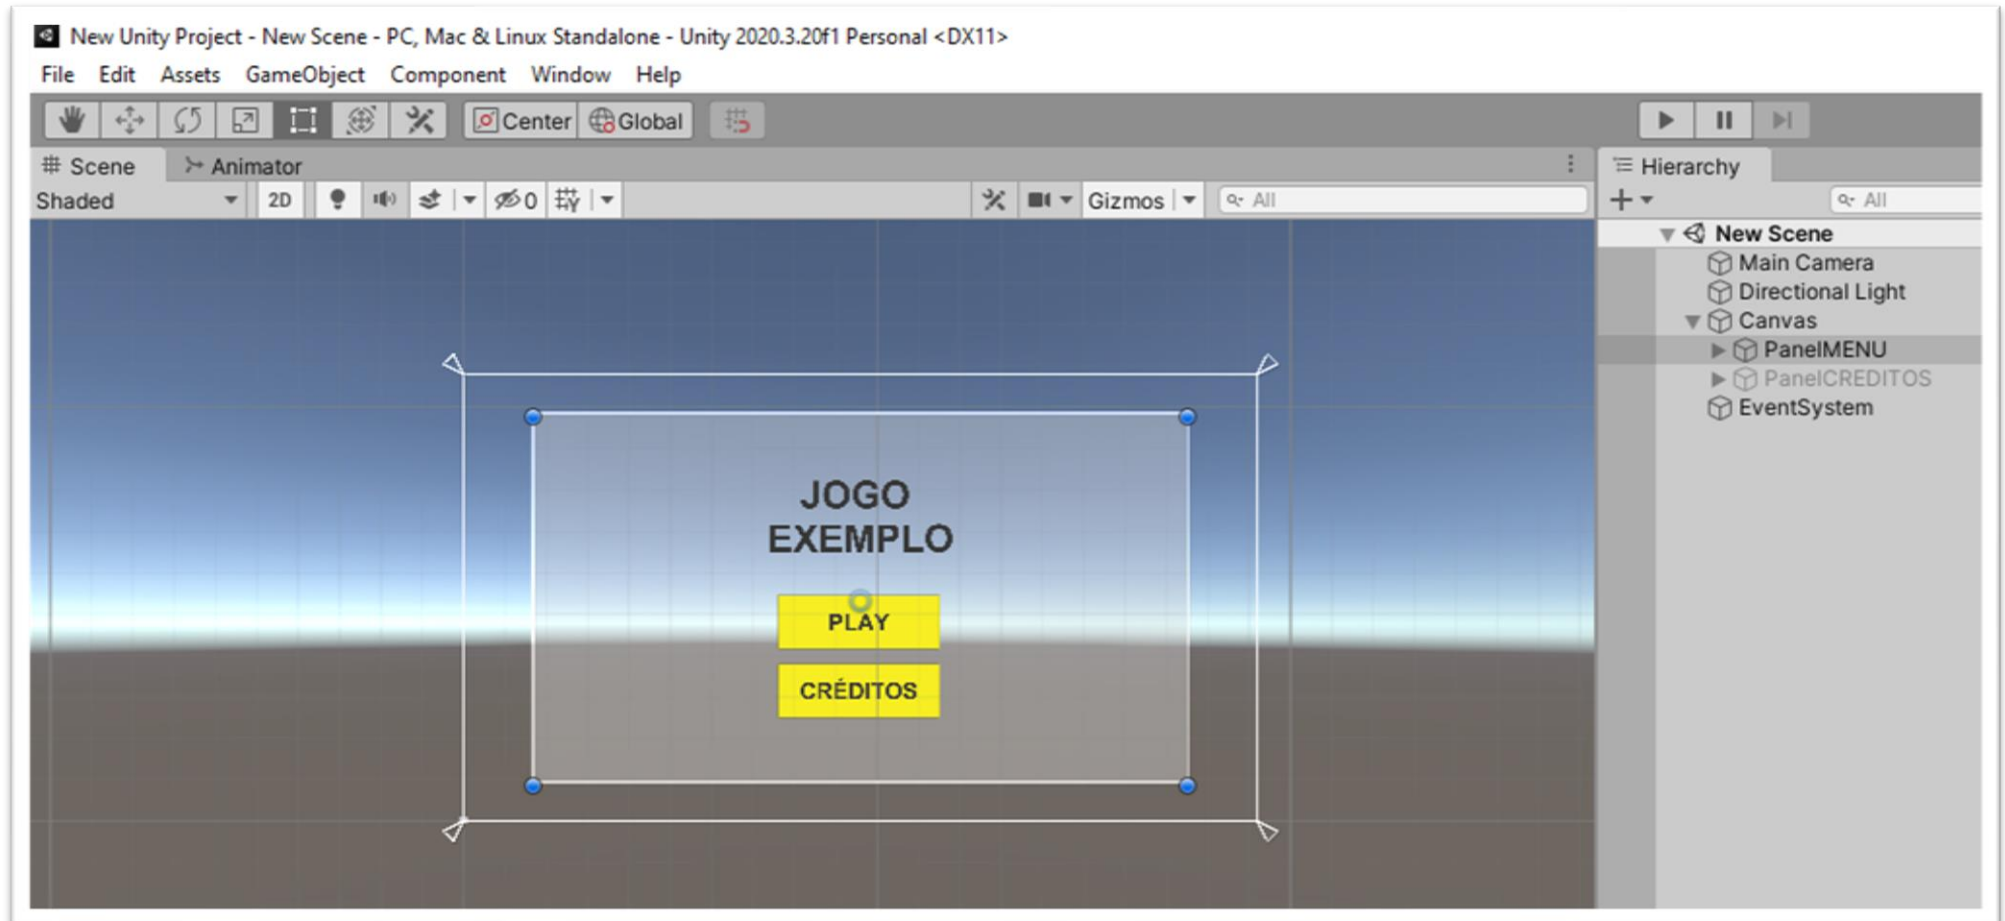 New Unity Project - New Scene - PC, Mac & Linux Standalone - Unity 2020.3.20f1 Personal <DX11>
File Edit Assets GameObject Component Window Help
Center Global
Scene Animator
Shaded 2D 0 Gizmos All
JOGO
EXEMPLO
PLAY
CRÉDITOS
Hierarchy
All
New Scene
Main Camera
Directional Light
Canvas
PanelMENU
PanelCREDITOS
EventSystem